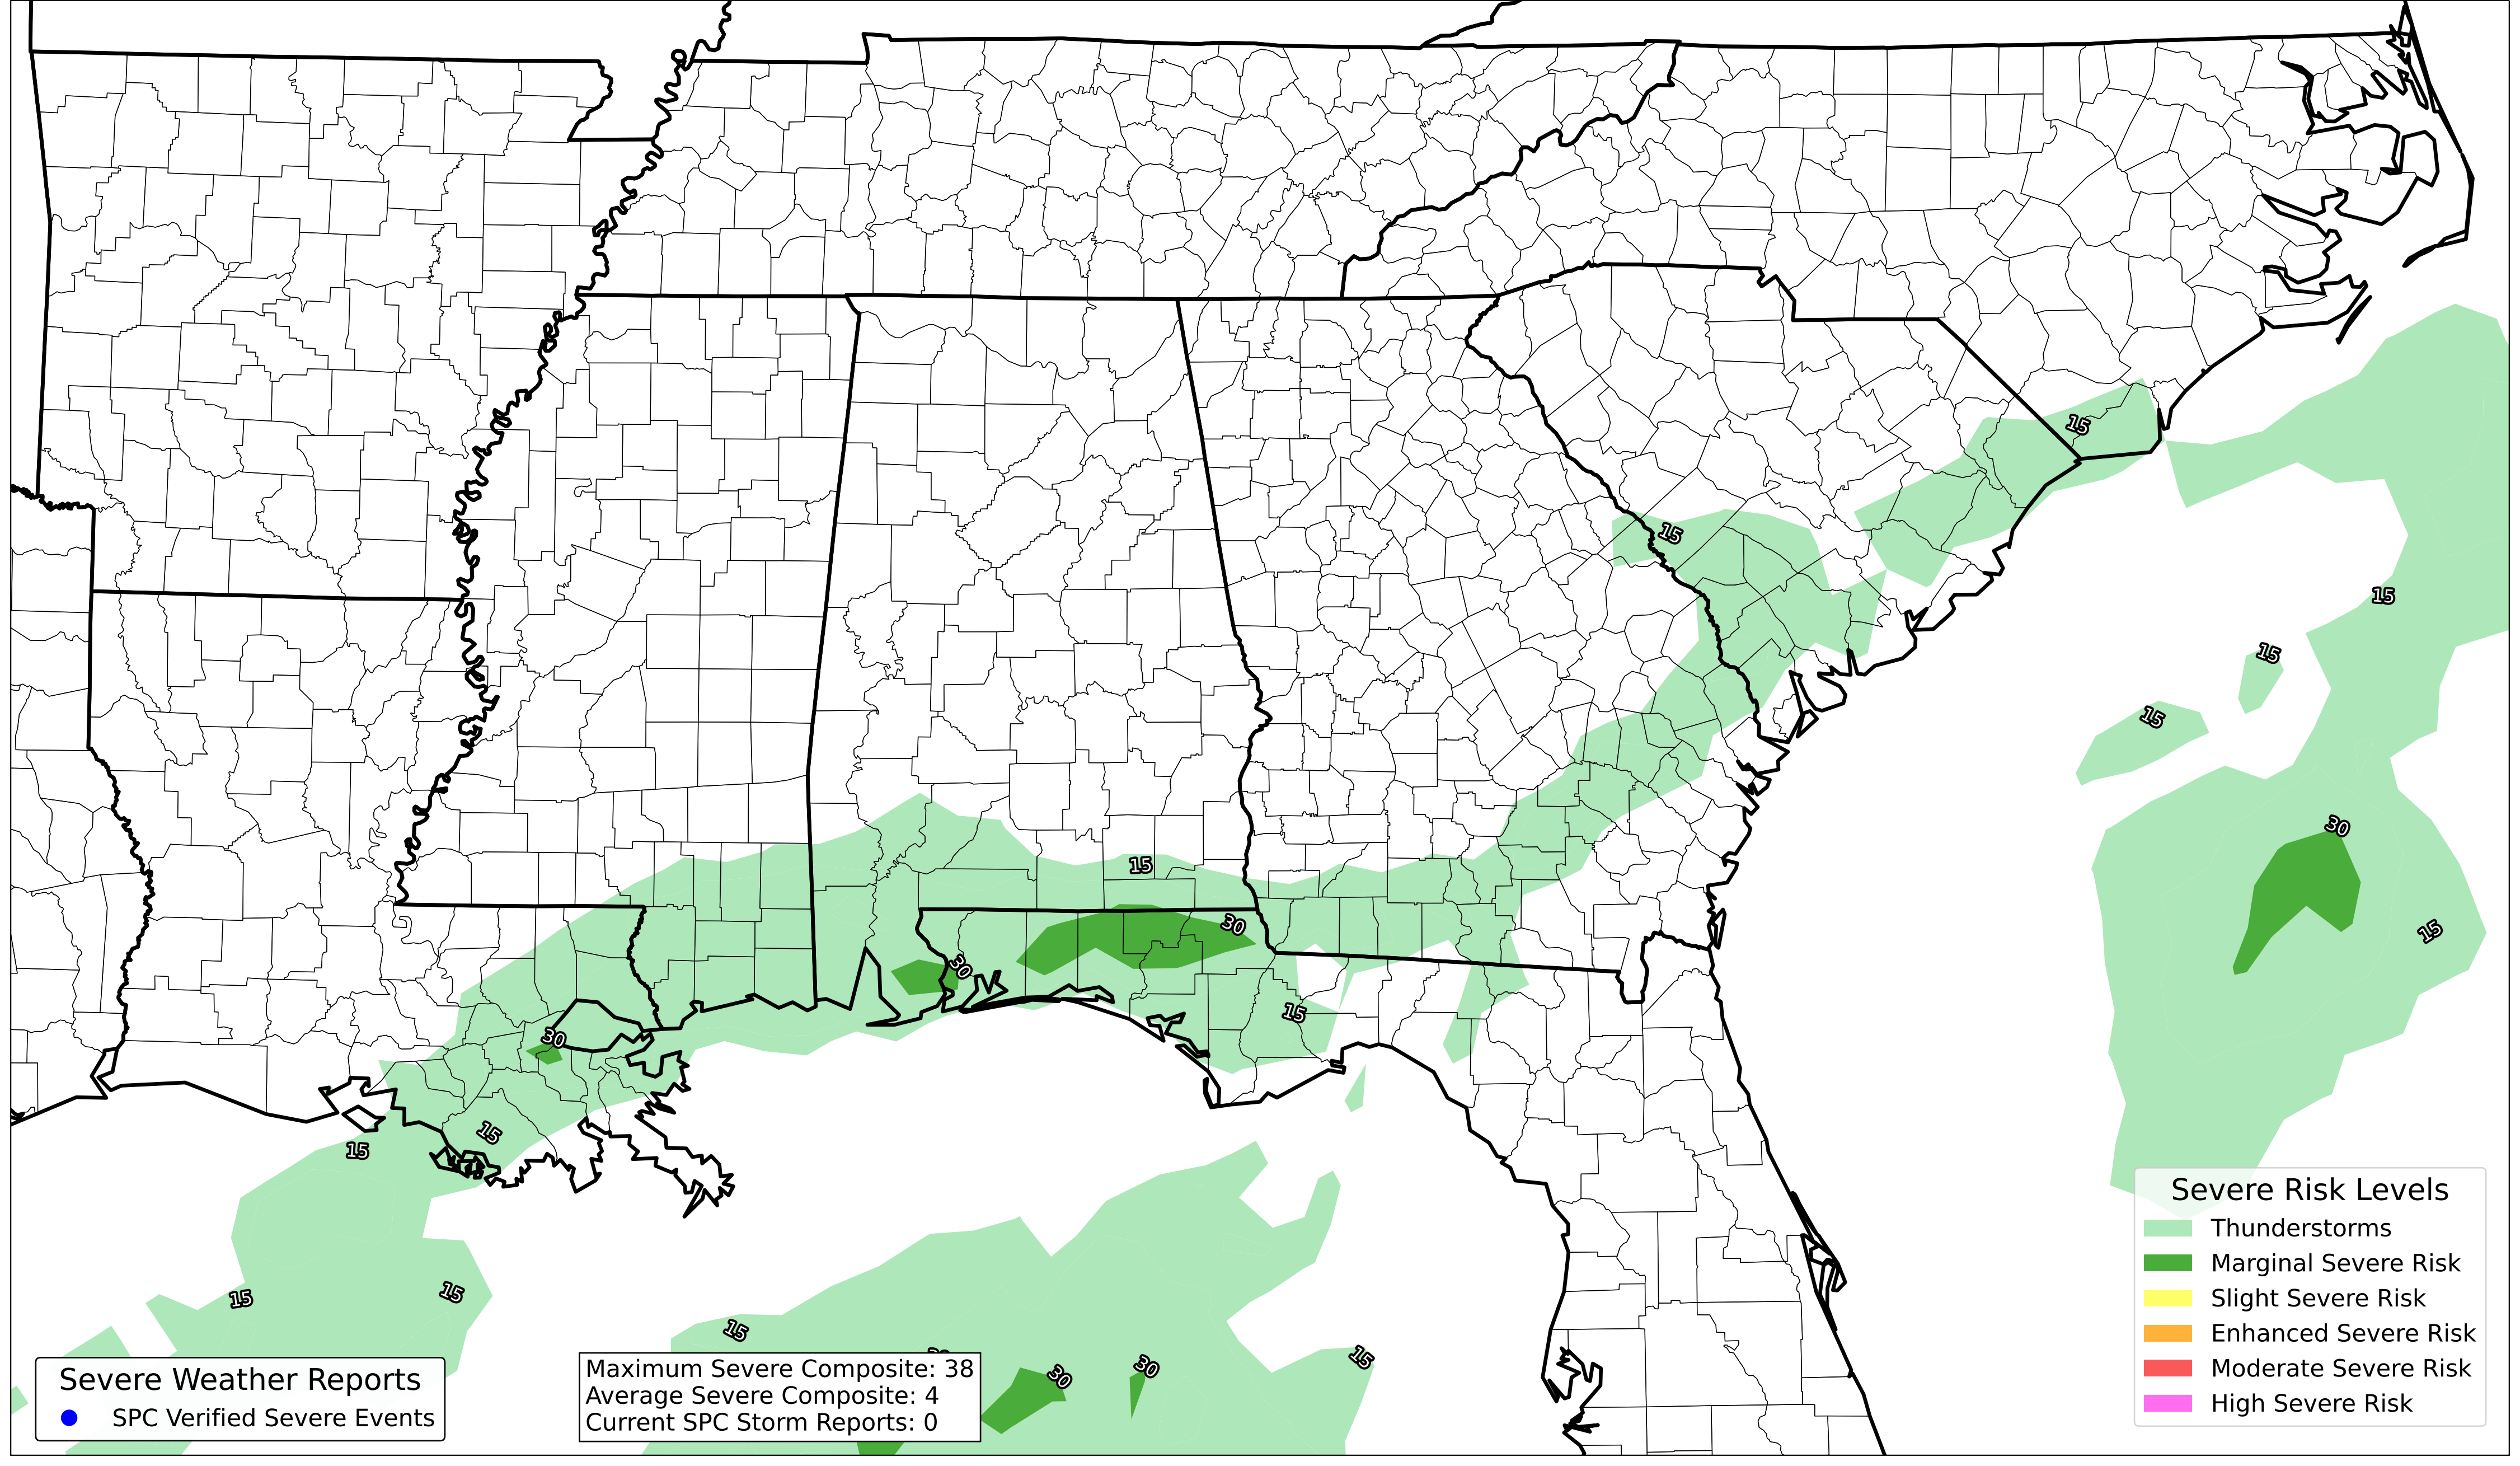 15
15
15
15
15
30
15
30
15
30
30
15
30
15
15
15
15
15
15
30
30
Severe Risk Levels
Thunderstorms
Marginal Severe Risk
Slight Severe Risk
Enhanced Severe Risk
Moderate Severe Risk
High Severe Risk
Severe Weather Reports
SPC Verified Severe Events
Maximum Severe Composite: 38
Average Severe Composite: 4
Current SPC Storm Reports: 0